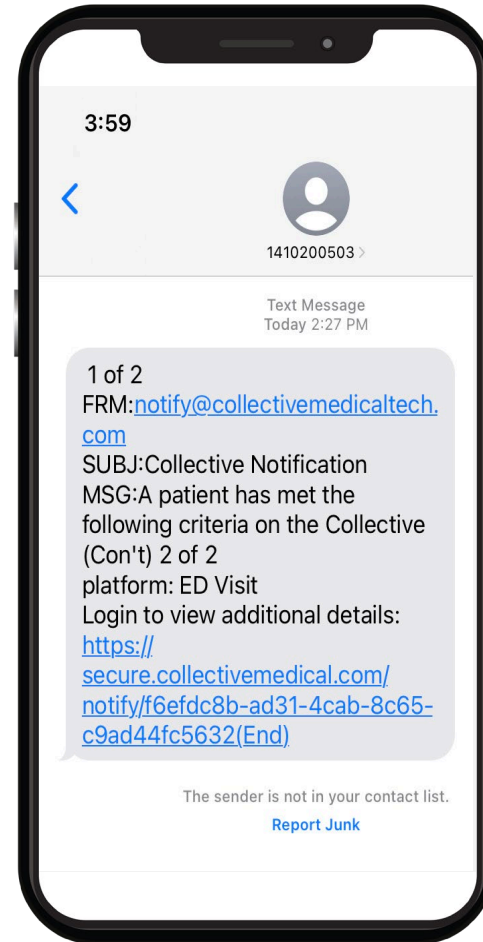 3:59
1410200503 >
Text Message
Today 2:27 PM
1 of 2
FRM:notify@collectivemedicaltech.
com
SUBJ:Collective Notification
MSG:A patient has met the
following criteria on the Collective
(Con't) 2 of 2
platform: ED Visit
Login to view additional details:
https://
secure.collectivemedical.com/
notify/f6efdc8b-ad31-4cab-8c65-
c9ad44fc5632(End)
The sender is not in your contact list.
Report Junk